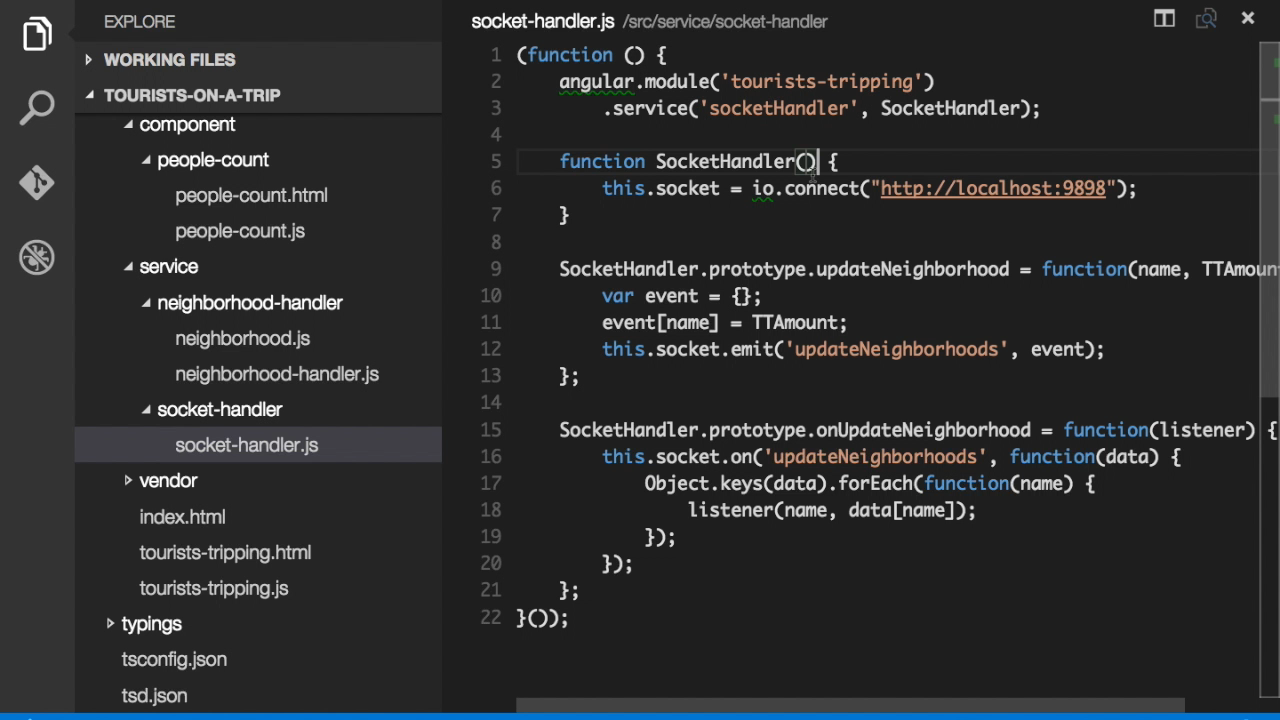 EXPLORE
WORKING FILES
TOURISTS-ON-A-TRIP
component
people-count
people-count.html
people-count.js
service
neighborhood-handler
neighborhood.js
neighborhood-handler.js
socket-handler
socket-handler.js
vendor
index.html
tourists-tripping.html
tourists-tripping.js
typings
tsconfig.json
tsd.json
socket-handler.js /src/service/socket-handler
1 (function () {
2 angular.module('tourists-tripping')
3 .service('socketHandler', SocketHandler);
4
5 function SocketHandler() {
6 this.socket = io.connect("http://localhost:9898");
7 }
8
9 SocketHandler.prototype.updateNeighborhood = function(name, TTAmoun
10 var event = {};
11 event[name] = TTAmount;
12 this.socket.emit('updateNeighborhoods', event);
13 };
14
15 SocketHandler.prototype.onUpdateNeighborhood = function(listener) {
16 this.socket.on('updateNeighborhoods', function(data) {
17 Object.keys(data).forEach(function(name) {
18 listener(name, data[name]);
19 });
20 });
21 };
22 }());